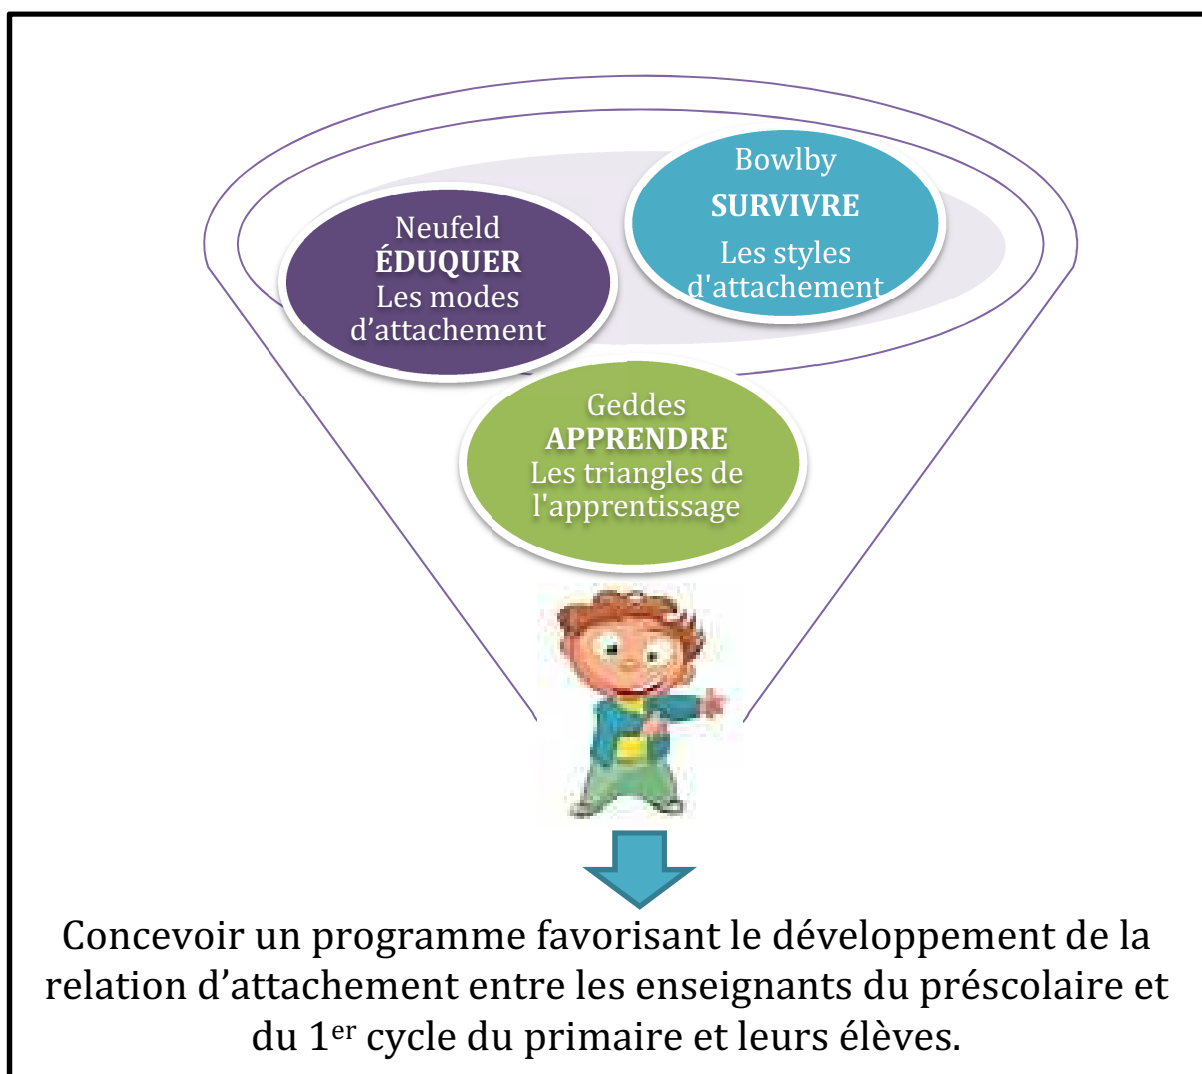 Bowlby
SURVIVRE
Les styles
d'attachement
Neufeld
ÉDUQUER
Les modes
d’attachement
Geddes
APPRENDRE
Les triangles de
l'apprentissage
Concevoir un programme favorisant le développement de la
relation d’attachement entre les enseignants du préscolaire et
du 1er cycle du primaire et leurs élèves.